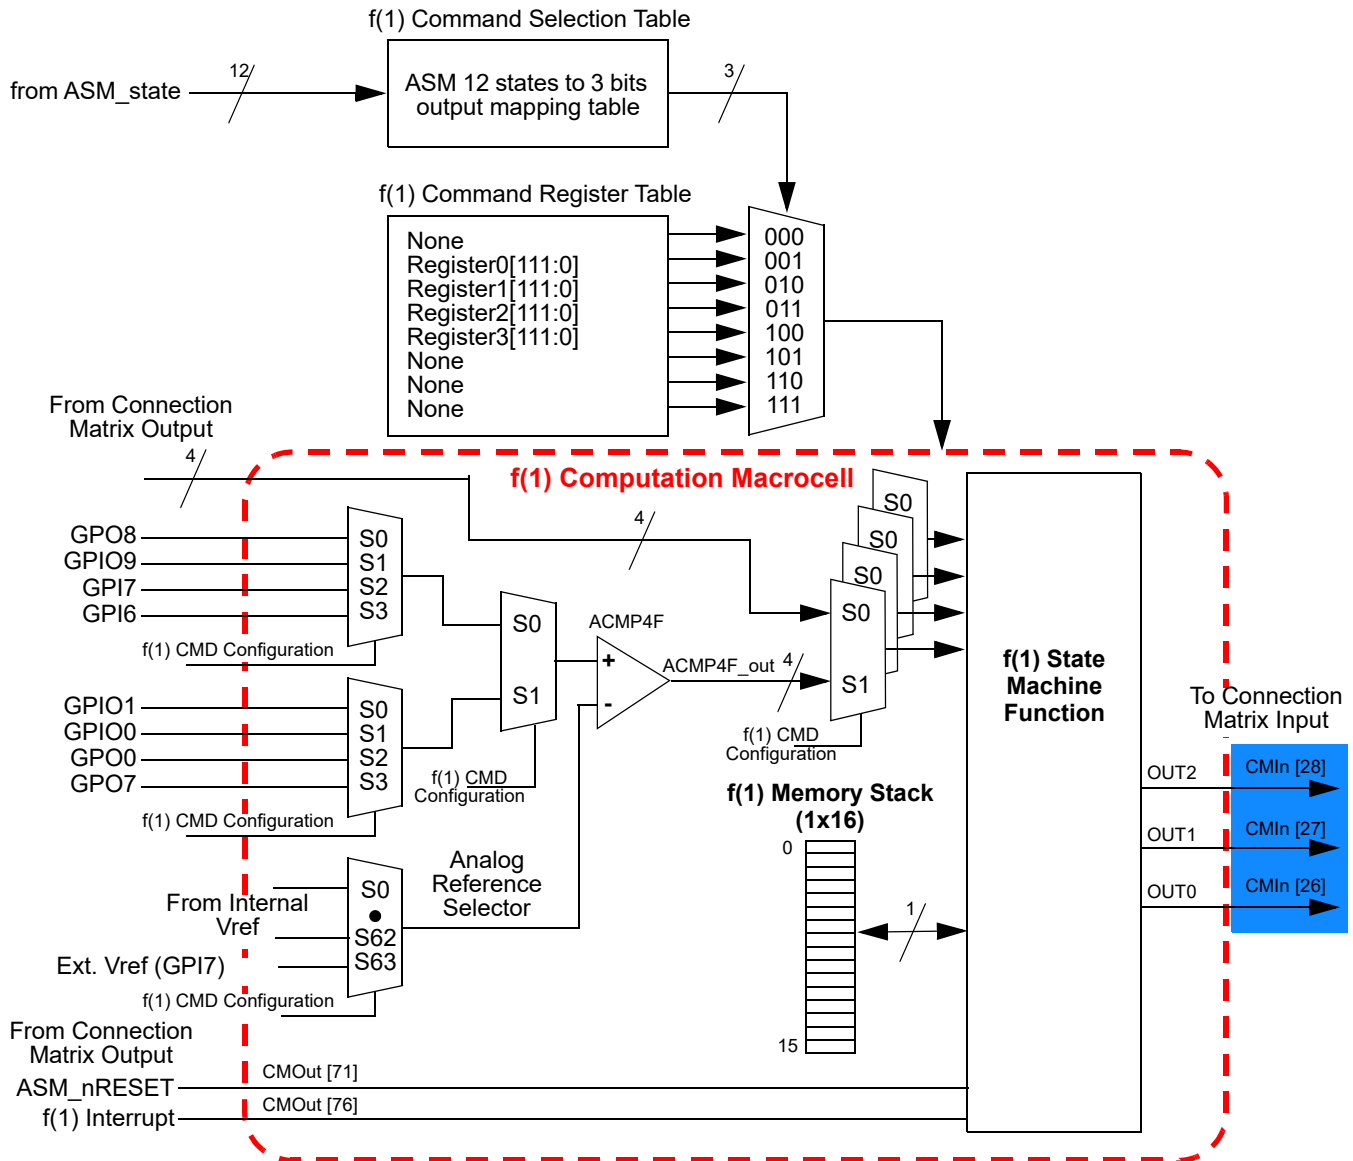 f(1) Command Selection Table
from ASM_state
12
ASM 12 states to 3 bits
output mapping table
3
f(1) Command Register Table
None
Register0[111:0]
Register1[111:0]
Register2[111:0]
Register3[111:0]
None
None
None
000
001
010
011
100
101
110
111
From Connection
Matrix Output
4
f(1) Computation Macrocell
4
GPO8
GPIO9
GPI7
GPI6
S0
S1
S2
S3
f(1) CMD Configuration
GPIO1
GPIO0
GPO0
GPO7
S0
S1
S2
S3
f(1) CMD Configuration
S0
S1
f(1) CMD
Configuration
ACMP4F
+
-
ACMP4F_out
4
S0
S0
S0
S0
S1
f(1) CMD
Configuration
f(1) State
Machine
Function
To Connection
Matrix Input
OUT2
CMIn [28]
OUT1
CMIn [27]
OUT0
CMIn [26]
f(1) Memory Stack
(1x16)
0
15
1
Analog
Reference
Selector
From Internal
Vref
Ext. Vref (GPI7)
S0
S62
S63
f(1) CMD Configuration
From Connection
Matrix Output
ASM_nRESET
CMOut [71]
f(1) Interrupt
CMOut [76]